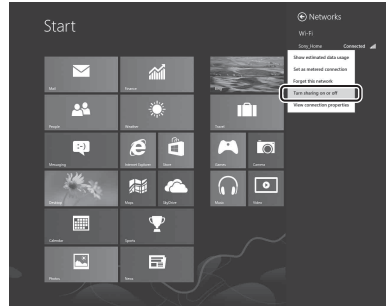 Start
Networks
Wi-Fi
Sony_Home Connected
Show estimated data usage
Set as metered connection
Forget this network
Turn sharing on or off
View connection properties
Mail
Finance
Bing
People
Weather
Travel
Messaging
Internet Explorer
Store
Games
Camera
Desktop
Maps
SkyDrive
Music
Video
Calendar
Sports
Photos
News